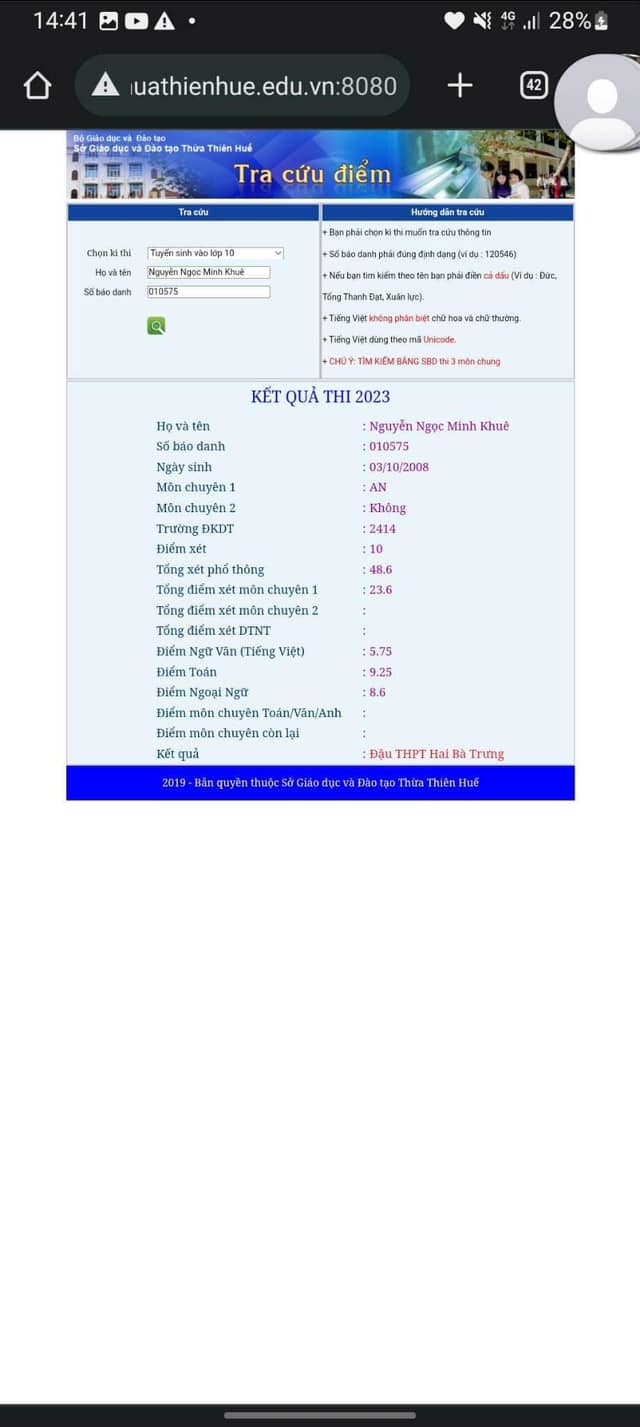 14:41
4G
28%
uathienhue.edu.vn:8080
42
Bộ Giáo dục và Đào tạo
Sở Giáo dục và Đào tạo Thừa Thiên Huế
Tra cứu điểm
Tra cứu
Chọn kì thi Tuyển sinh vào lớp 10
Họ và tên Nguyễn Ngọc Minh Khuê
Số báo danh 010575
Hướng dẫn tra cứu
+ Bạn phải chọn kì thi muốn tra cứu thông tin
+ Số báo danh phải đúng định dạng (ví dụ : 120546)
+ Nếu bạn tìm kiếm theo tên bạn phải điền cả dấu (Ví dụ : Đức,
Tống Thanh Đạt, Xuân lực).
+ Tiếng Việt không phân biệt chữ hoa và chữ thường.
+ Tiếng Việt dùng theo mã Unicode.
+ CHÚ Ý: TÌM KIẾM BẰNG SBD thi 3 môn chung
KẾT QUẢ THI 2023
Họ và tên : Nguyễn Ngọc Minh Khuê
Số báo danh : 010575
Ngày sinh : 03/10/2008
Môn chuyên 1 : AN
Môn chuyên 2 : Không
Trường ĐKDT : 2414
Điểm xét : 10
Tổng xét phổ thông : 48.6
Tổng điểm xét môn chuyên 1 : 23.6
Tổng điểm xét môn chuyên 2 :
Tổng điểm xét DTNT :
Điểm Ngữ Văn (Tiếng Việt) : 5.75
Điểm Toán : 9.25
Điểm Ngoại Ngữ : 8.6
Điểm môn chuyên Toán/Văn/Anh :
Điểm môn chuyên còn lại :
Kết quả : Đậu THPT Hai Bà Trưng
2019 - Bản quyền thuộc Sở Giáo dục và Đào tạo Thừa Thiên Huế